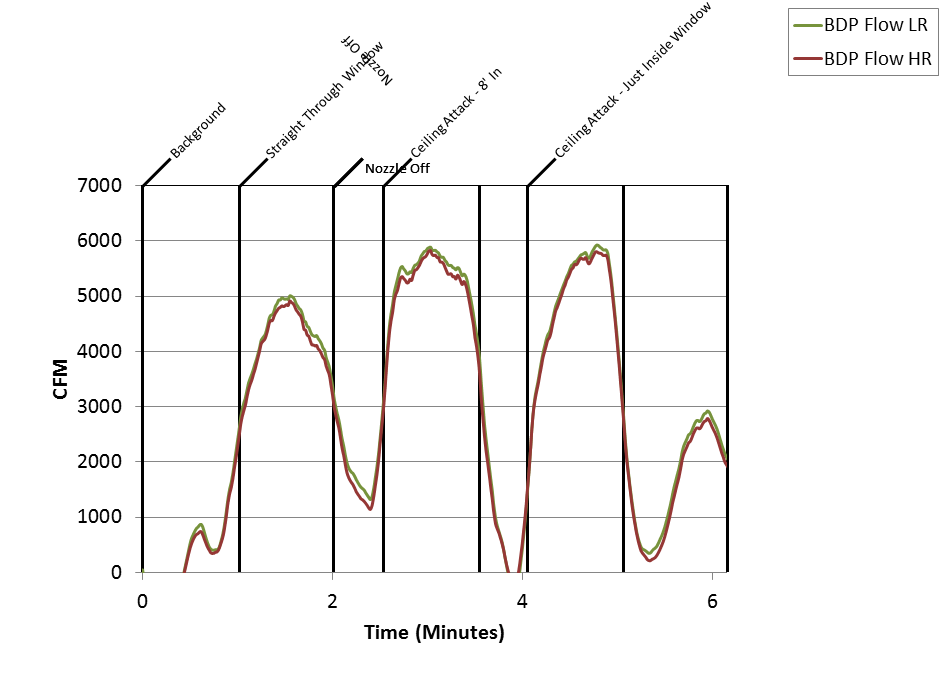 BDP Flow LR
BDP Flow HR
Background
Straight Through Window
Nozzle Off
Nozzle Off
Ceiling Attack - 8' In
Ceiling Attack - Just Inside Window
7000
6000
5000
4000
3000
2000
1000
0
CFM
0
2
4
6
Time (Minutes)